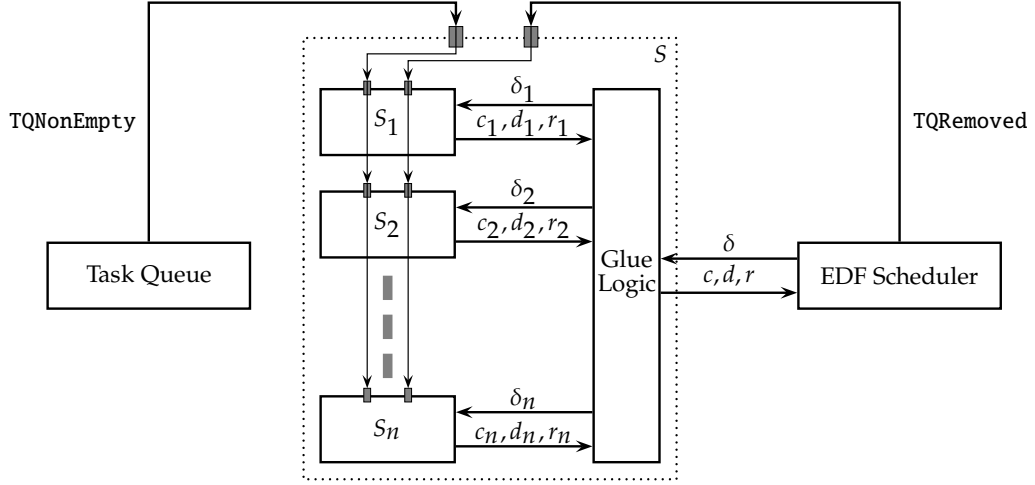 S
TQNonEmpty
TQRemoved
S1
δ1
c1, d1, r1
S2
δ2
c2, d2, r2
Task Queue
Glue
Logic
δ
c, d, r
EDF Scheduler
Sn
δn
cn, dn, rn